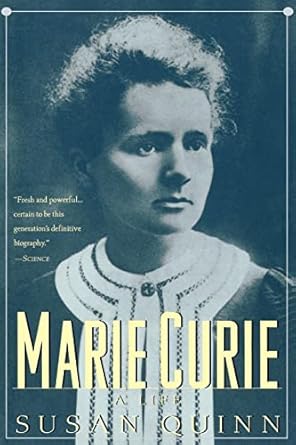 "Fresh and powerful...
certain to be this
generation's definitive
biography."
—SCIENCE
MARIE CURIE
A LIFE
SUSAN QUINN